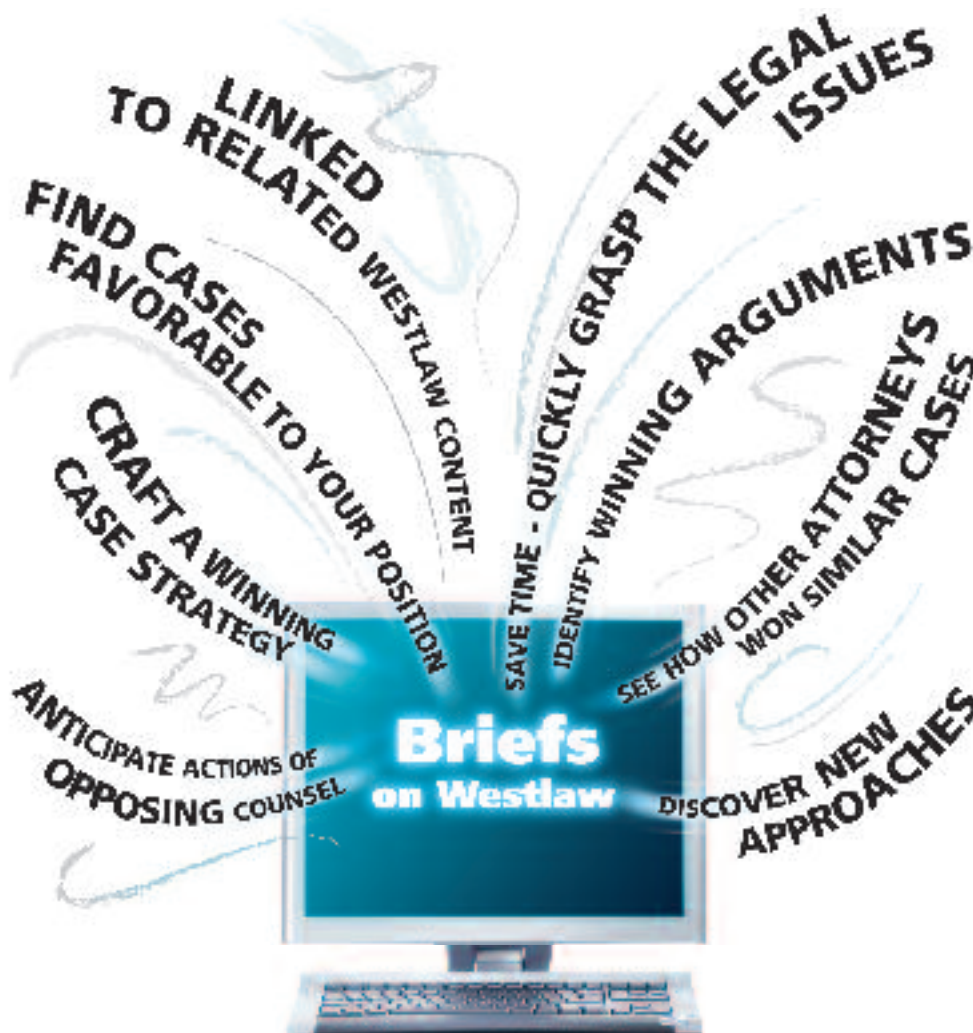 LINKED
TO RELATED WESTLAW CONTENT
FIND CASES
FAVORABLE TO YOUR POSITION
CRAFT A WINNING
CASE STRATEGY
ANTICIPATE ACTIONS OF
OPPOSING COUNSEL
SAVE TIME - QUICKLY GRASP THE LEGAL
ISSUES
IDENTIFY WINNING ARGUMENTS
SEE HOW OTHER ATTORNEYS
WON SIMILAR CASES
DISCOVER NEW
APPROACHES
Briefs
on Westlaw